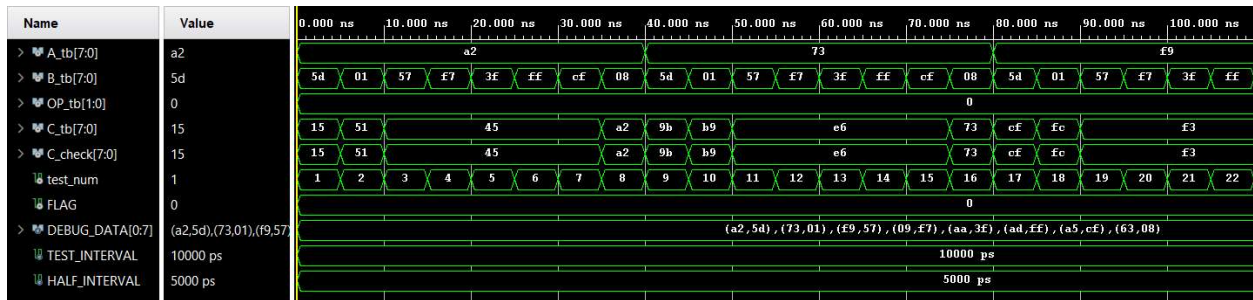 Name Value 0.000 ns 10.000 ns 20.000 ns 30.000 ns 40.000 ns 50.000 ns 60.000 ns 70.000 ns 80.000 ns 90.000 ns 100.000 ns
A_tb[7:0] a2 a2 73 f9
B_tb[7:0] 5d 5d 01 57 f7 3f ff cf 08 5d 01 57 f7 3f ff cf 08 5d 01 57 f7 3f ff
OP_tb[1:0] 0 0
C_tb[7:0] 15 15 51 45 a2 9b b9 e6 73 cf fc f3
C_check[7:0] 15 15 51 45 a2 9b b9 e6 73 cf fc f3
test_num 1 1 2 3 4 5 6 7 8 9 10 11 12 13 14 15 16 17 18 19 20 21 22
FLAG 0 0
DEBUG_DATA[0:7] (a2,5d),(73,01),(f9,57) (a2,5d),(73,01),(f9,57),(09,f7),(aa,3f),(ad,ff),(a5,cf),(63,08)
TEST_INTERVAL 10000 ps 10000 ps
HALF_INTERVAL 5000 ps 5000 ps